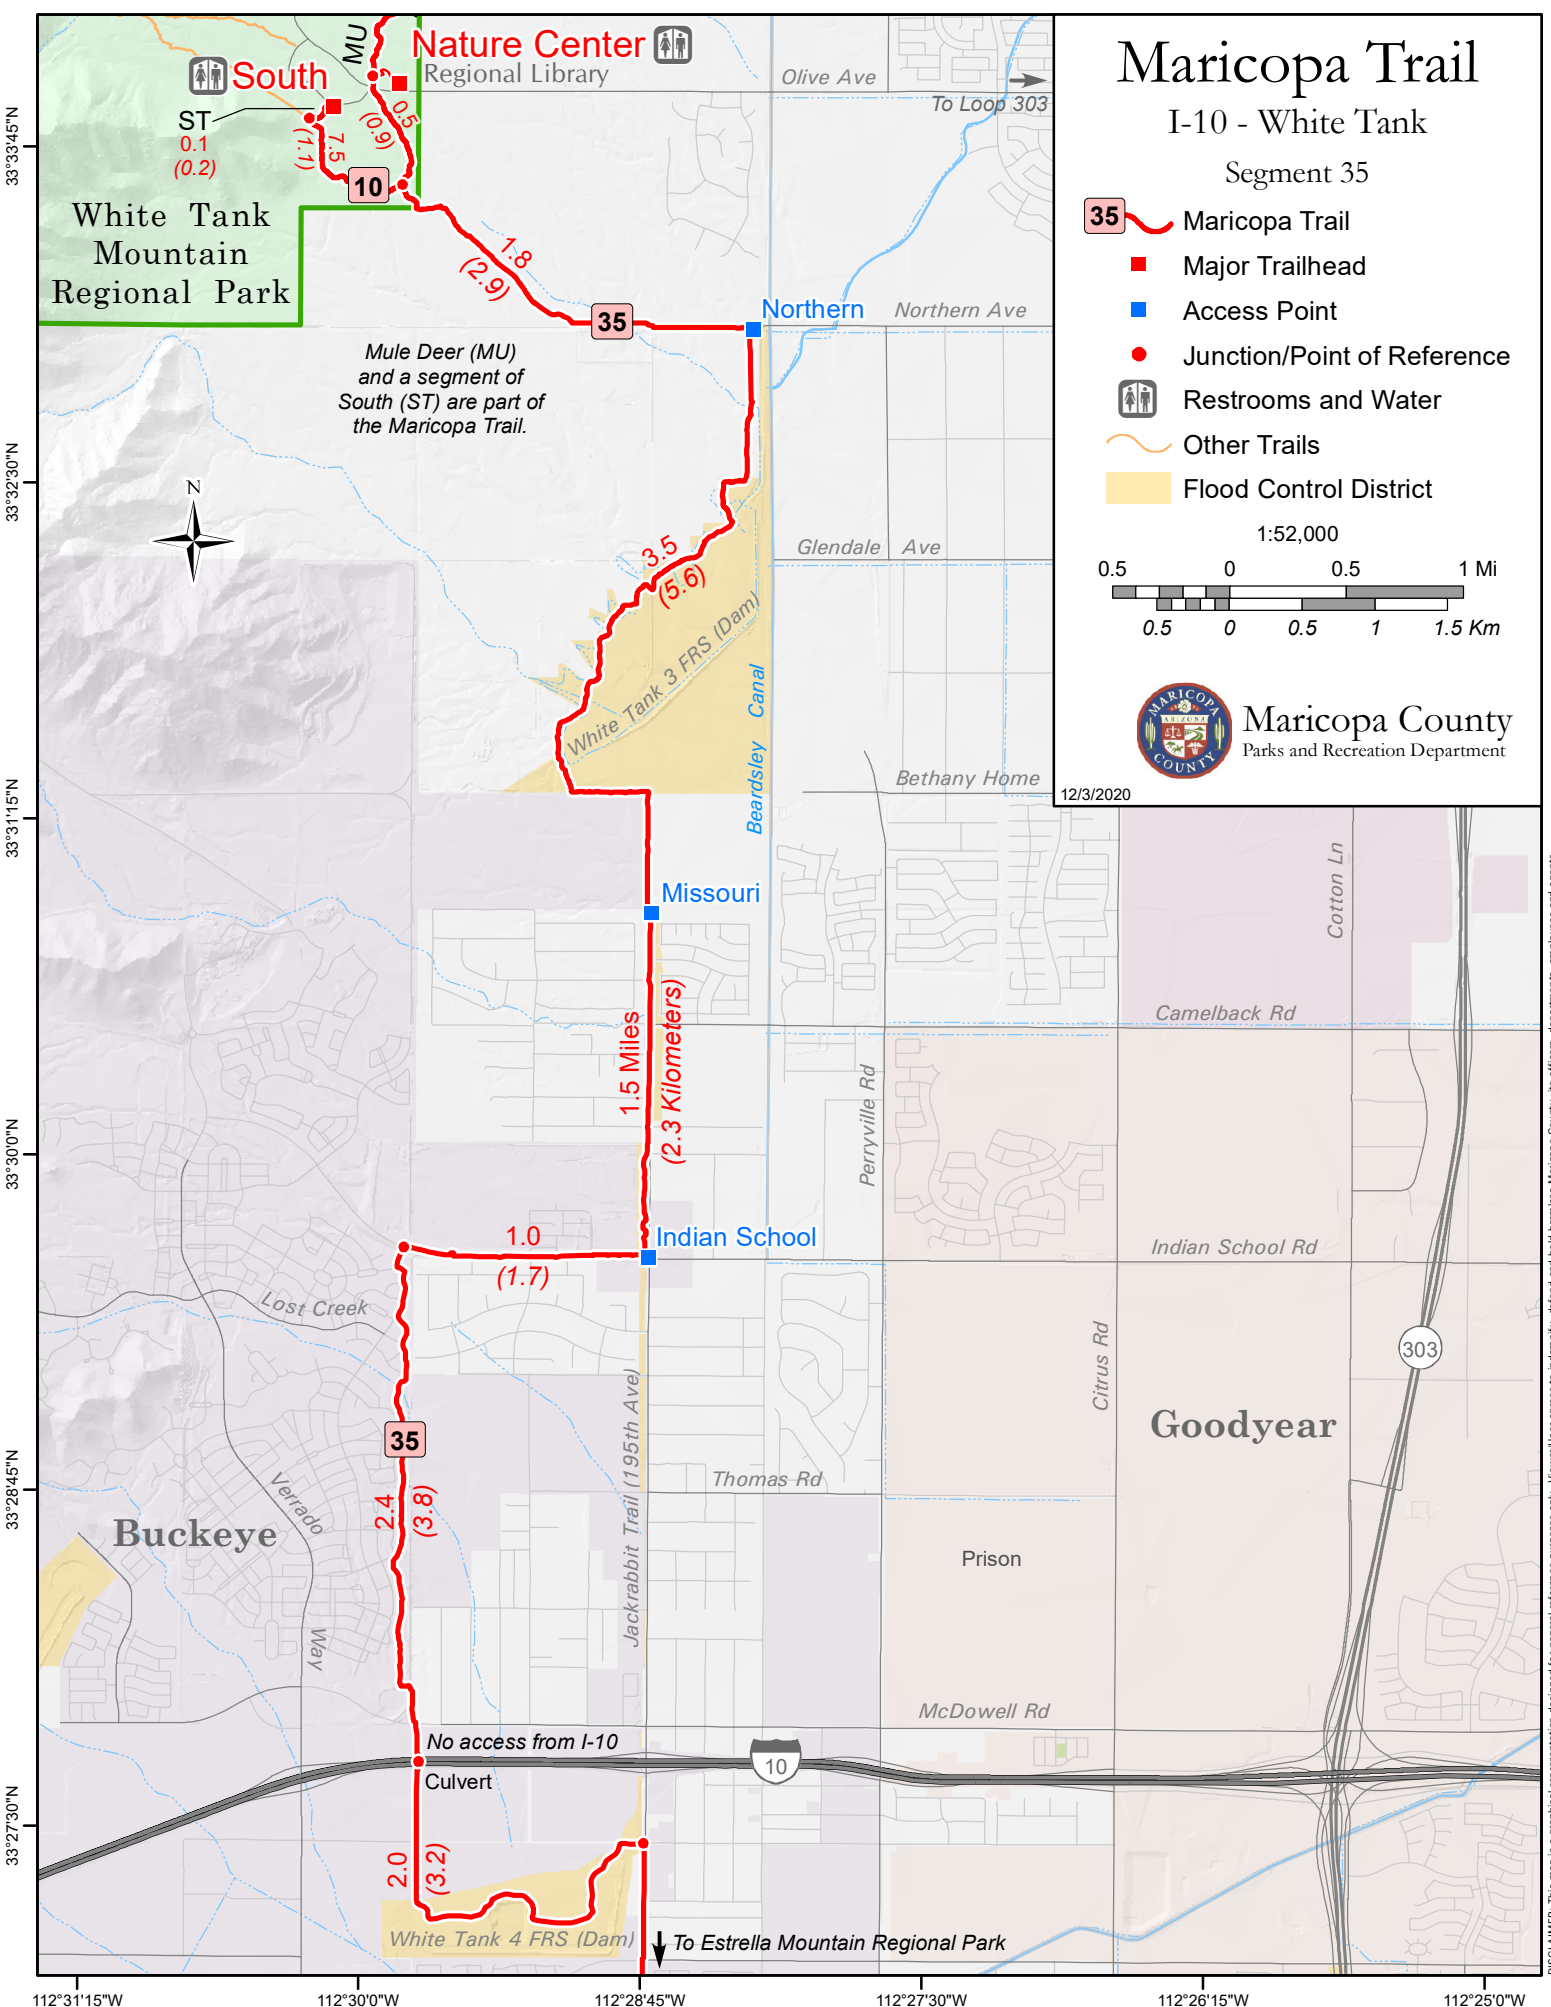 Maricopa Trail
I-10 - White Tank
Segment 35
35 Maricopa Trail
Major Trailhead
Access Point
Junction/Point of Reference
Restrooms and Water
Other Trails
Flood Control District
1:52,000
0.5 0 0.5 1 Mi
0.5 0 0.5 1 1.5 Km
MARICOPA
ARIZONA
COUNTY
Maricopa County
Parks and Recreation Department
12/3/2020
MU
Nature Center
Regional Library
South
ST
0.1
(0.2)
7.5
(1.1)
0.5
(0.9)
10
White Tank
Mountain
Regional Park
Olive Ave
To Loop 303
1.8
(2.9)
35
Northern
Northern Ave
Mule Deer (MU)
and a segment of
South (ST) are part of
the Maricopa Trail.
N
3.5
(5.6)
Glendale Ave
White Tank 3 FRS (Dam)
Beardsley Canal
Bethany Home
Missouri
Cotton Ln
Camelback Rd
1.5 Miles
(2.3 Kilometers)
Perryville Rd
1.0
(1.7)
Indian School
Indian School Rd
Lost Creek
Citrus Rd
303
Goodyear
35
Jackrabbit Trail (195th Ave)
Thomas Rd
2.4
(3.8)
Verrado
Way
Buckeye
Prison
McDowell Rd
No access from I-10
10
Culvert
2.0
(3.2)
White Tank 4 FRS (Dam)
To Estrella Mountain Regional Park
33°33'45"N
33°32'30"N
33°31'15"N
33°30'0"N
33°28'45"N
33°27'30"N
112°31'15"W
112°30'0"W
112°28'45"W
112°27'30"W
112°26'15"W
112°25'0"W